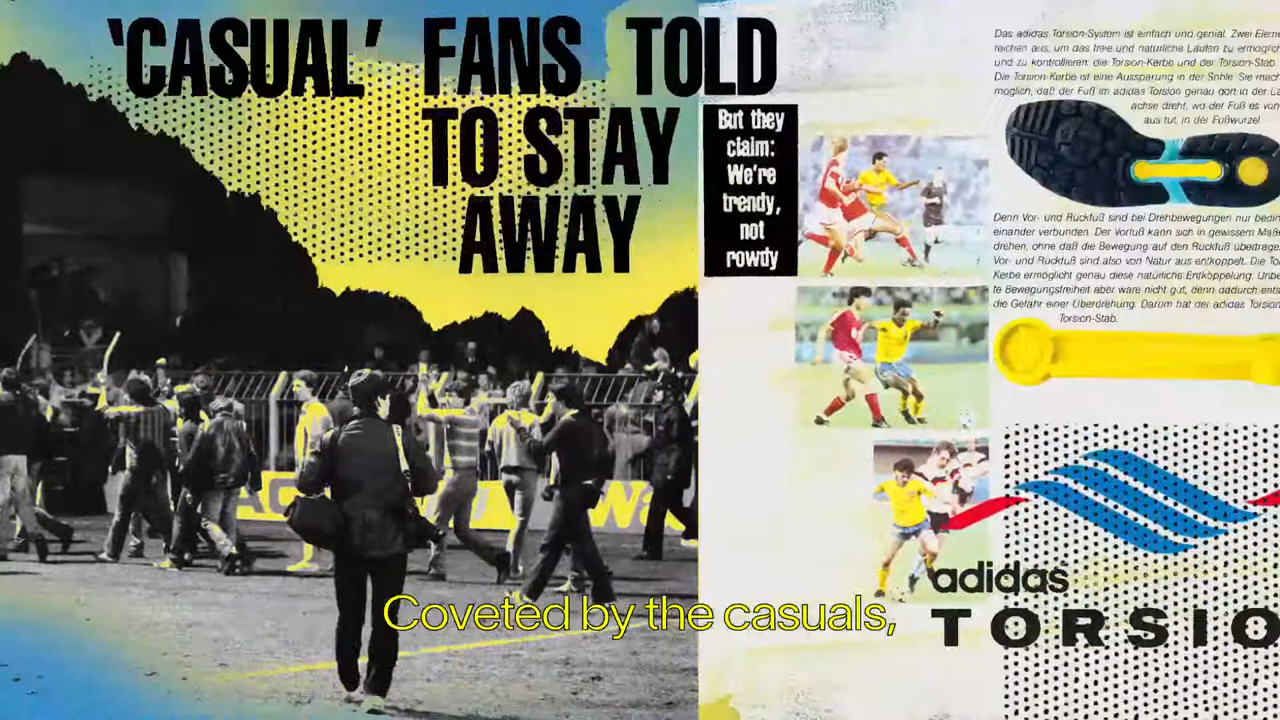 'CASUAL' FANS TOLD
TO STAY
AWAY
But they
claim:
We're
trendy,
not
rowdy
Das adidas Torsion-System ist einfach und genial. Zwei
reichen aus, um das freie und natürliche Laufen zu
und zu kontrollieren: die Torsion-Kerbe und der Torsion-Stab.
Die Torsion-Kerbe ist eine Aussparung in der Sohle. Sie
möglich, daß der Fuß im adidas Torsion genau dort in der
achse dreht, wo der Fuß es von
aus tut, in der Fußwurzel
Denn Vor- und Rückfuß sind bei Drehbewegungen nur
einander verbunden. Der Vorfuß kann sich in gewissem
drehen, ohne daß die Bewegung auf den Rückfuß
Vor- und Rückfuß sind also von Natur aus entkoppelt. Die
Kerbe ermöglicht genau diese natürliche Entkoppelung.
te Bewegungsfreiheit aber wäre nicht gut, denn dadurch
die Gefahr einer Überdrehung. Darum hat der adidas Torsion
Torsion-Stab.
adidas
TORSIO
Coveted by the casuals,